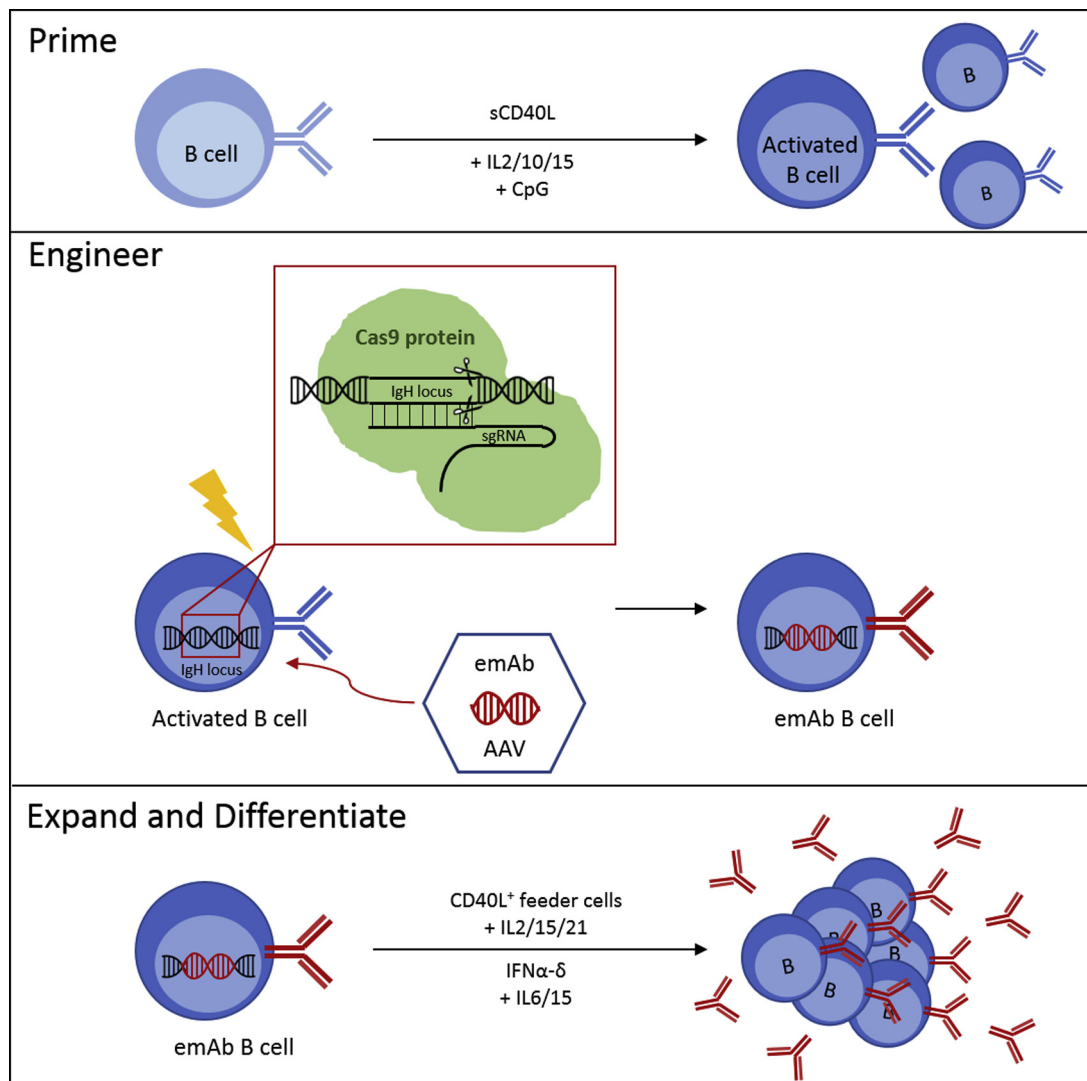 Prime
B cell
sCD40L
+ IL2/10/15
+ CpG
Activated
B cell
B
B
Engineer
Cas9 protein
IgH locus
sgRNA
IgH locus
Activated B cell
emAb
AAV
emAb B cell
Expand and Differentiate
emAb B cell
CD40L⁺ feeder cells
+ IL2/15/21
IFNα-δ
+ IL6/15
B
B
B
B
B
B